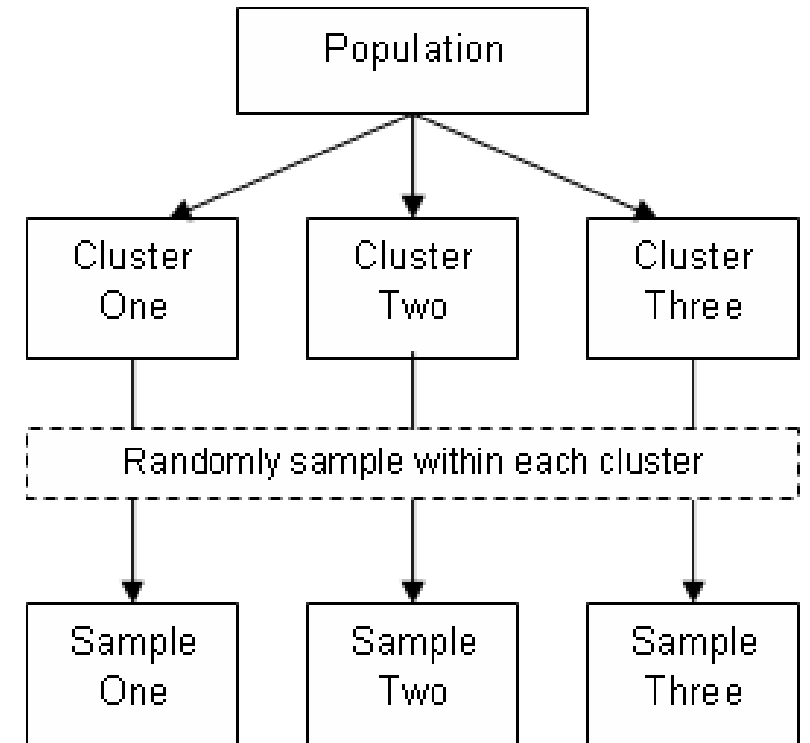 Population
Cluster
One
Cluster
Two
Cluster
Three
Randomly sample within each cluster
Sample
One
Sample
Two
Sample
Three